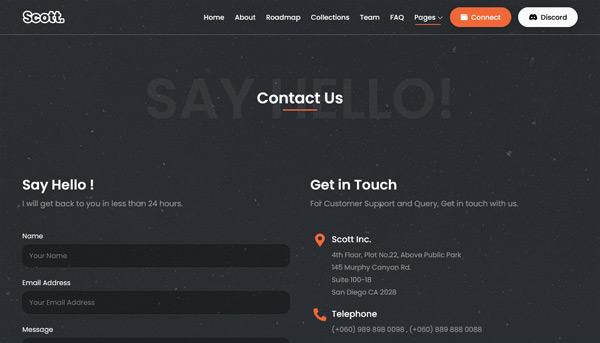 Scott.
Home About Roadmap Collections Team FAQ Pages Connect Discord
SAY HELLO!
Contact Us
Say Hello !
I will get back to you in less than 24 hours.
Name
Your Name
Email Address
Your Email Address
Message
Get in Touch
For Customer Support and Query, Get in touch with us.
Scott Inc.
4th Floor, Plot No.22, Above Public Park
145 Murphy Canyon Rd.
Suite 100-18
San Diego CA 2028
Telephone
(+060) 989 898 0098 , (+060) 889 888 0088